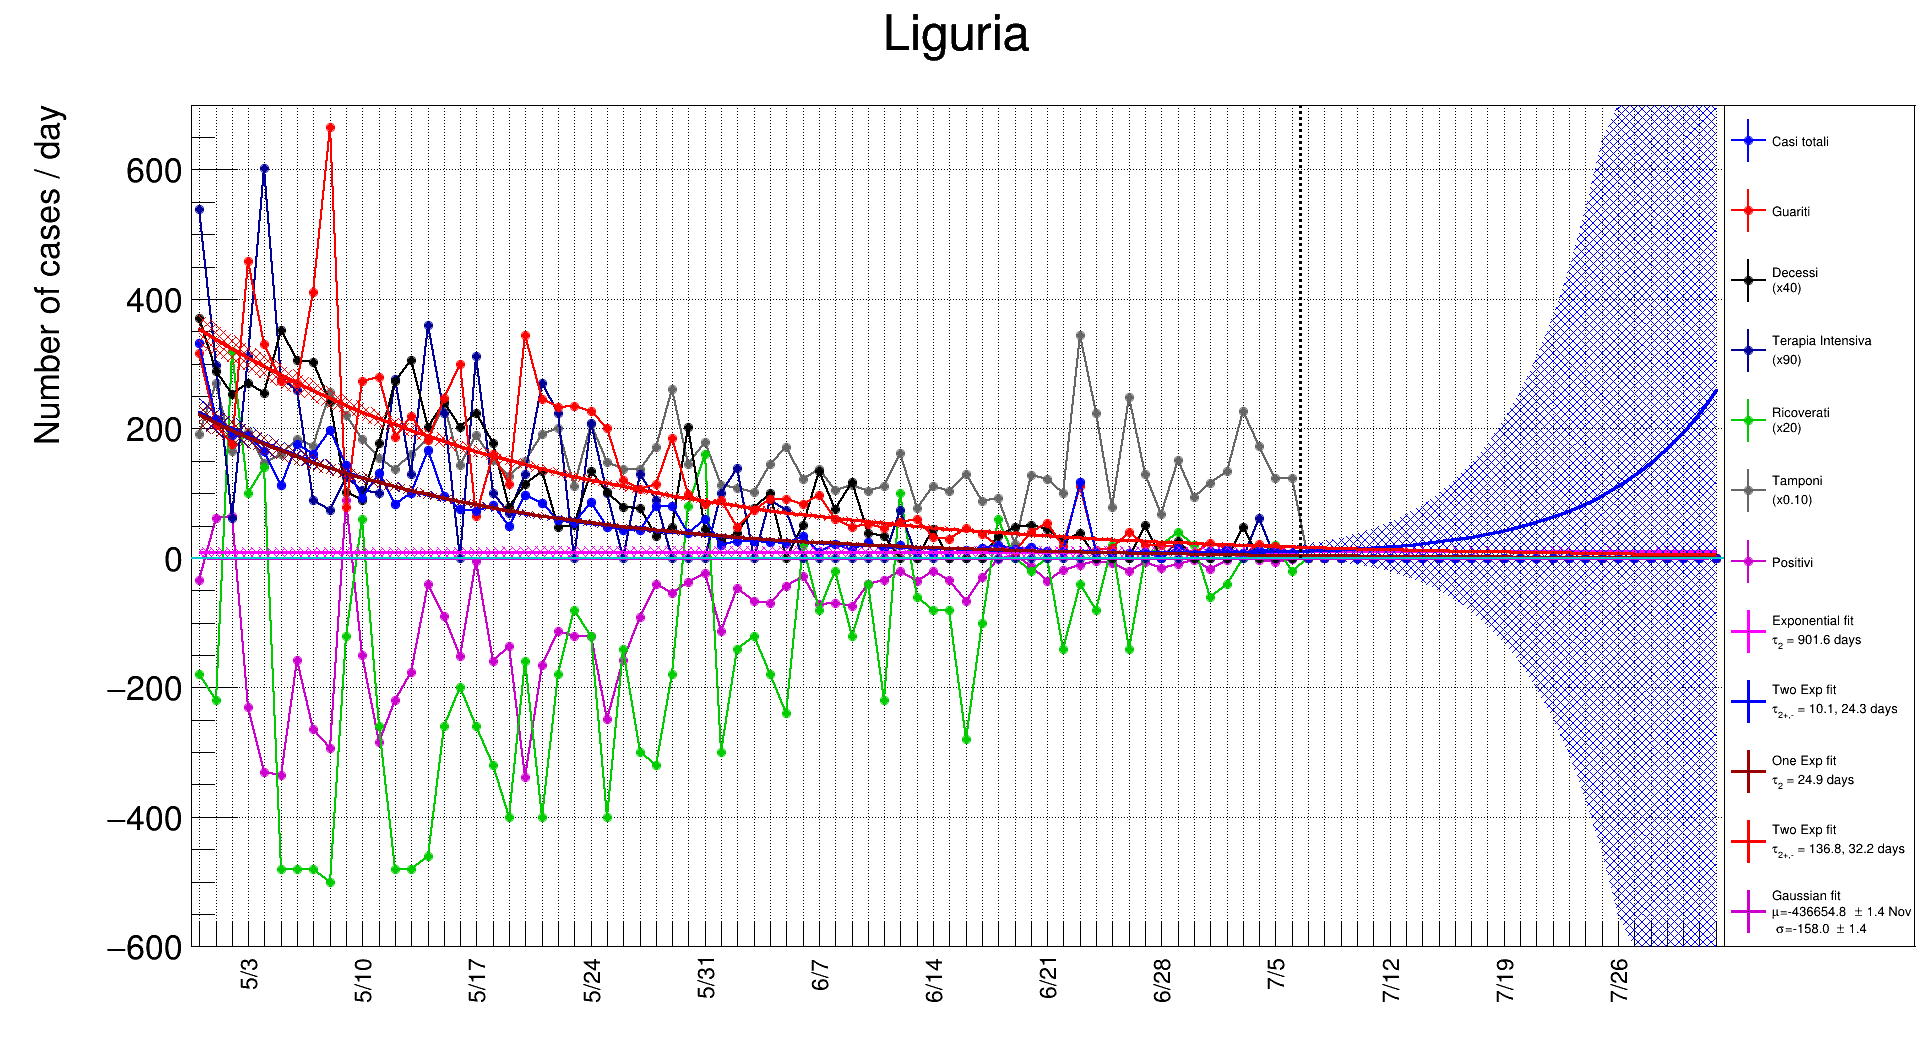 Liguria
Number of cases / day
600
400
200
0
−200
−400
−600
5/3
5/10
5/17
5/24
5/31
6/7
6/14
6/21
6/28
7/5
7/12
7/19
7/26
Casi totali
Guariti
Decessi
(x40)
Terapia Intensiva
(x90)
Ricoverati
(x20)
Tamponi
(x0.10)
Positivi
Exponential fit
τ2 = 901.6 days
Two Exp fit
τ2+,- = 10.1, 24.3 days
One Exp fit
τ2 = 24.9 days
Two Exp fit
τ2+,- = 136.8, 32.2 days
Gaussian fit
μ=-436654.8 ± 1.4 Nov
σ=-158.0 ± 1.4